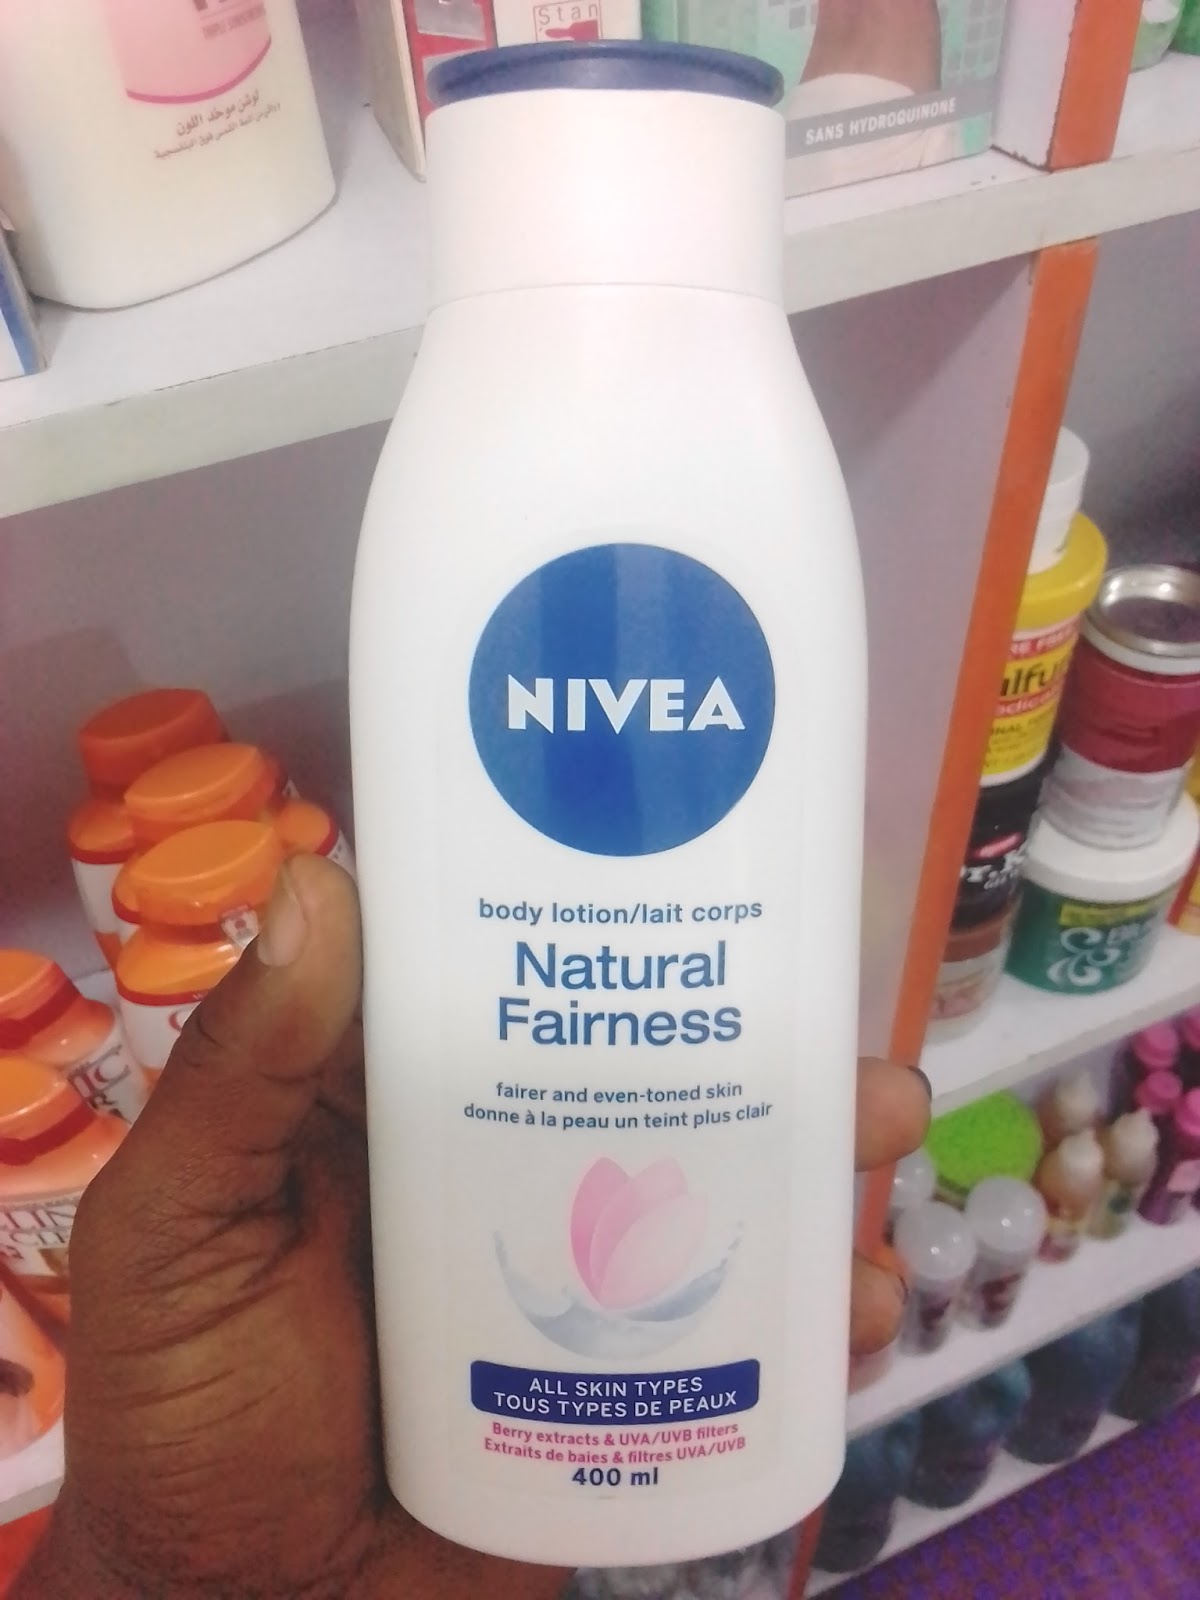 Stan
SANS HYDROQUINONE
لوشن موحد اللون
NIVEA
body lotion/lait corps
Natural
Fairness
fairer and even-toned skin
donne à la peau un teint plus clair
ALL SKIN TYPES
TOUS TYPES DE PEAUX
Berry extracts & UVA/UVB filters
Extraits de baies & filtres UVA/UVB
400 ml